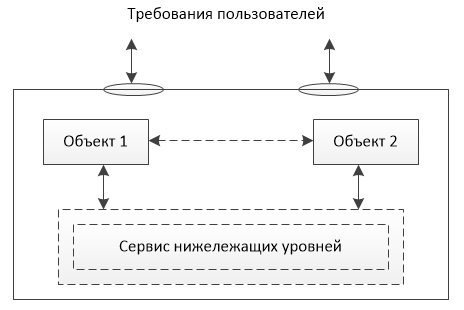 Требования пользователей
Объект 1
Объект 2
Сервис нижележащих уровней